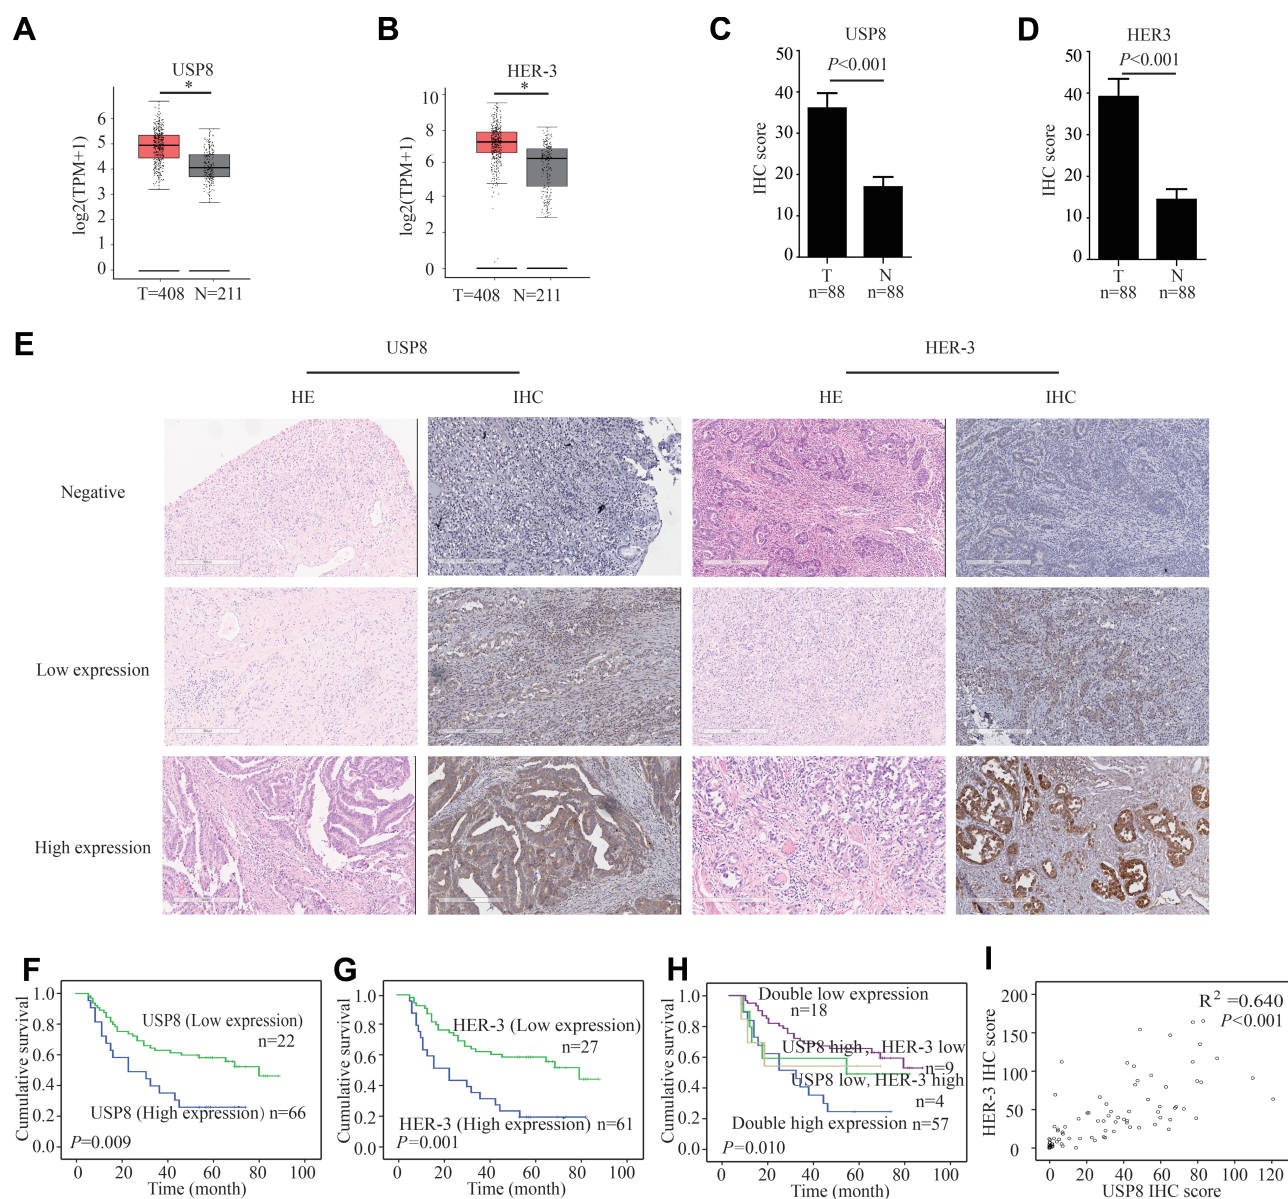 A
B
C
D
USP8
*
log2(TPM+1)
6
5
4
3
2
1
0
T=408 N=211
HER-3
*
log2(TPM+1)
10
8
6
4
2
0
T=408 N=211
USP8
P<0.001
IHC score
50
40
30
20
10
0
T N
n=88 n=88
HER3
P<0.001
IHC score
50
40
30
20
10
0
T N
n=88 n=88
E
USP8 HER-3
HE IHC HE IHC
Negative
Low expression
High expression
F
Cumulative survival
1.0
0.8
0.6
0.4
0.2
0.0
USP8 (Low expression)
n=22
USP8 (High expression) n=66
P=0.009
0 20 40 60 80 100
Time (month)
G
Cumulative survival
1.0
0.8
0.6
0.4
0.2
0.0
HER-3 (Low expression)
n=27
HER-3 (High expression) n=61
P=0.001
0 20 40 60 80 100
Time (month)
H
Cumulative survival
1.0
0.8
0.6
0.4
0.2
0.0
Double low expression
n=18
USP8 high , HER-3 low
n=9
USP8 low, HER-3 high
n=4
Double high expression n=57
P=0.010
0 20 40 60 80 100
Time (month)
I
HER-3 IHC score
200
150
100
50
0
R² =0.640
P<0.001
0 20 40 60 80 100 120
USP8 IHC score